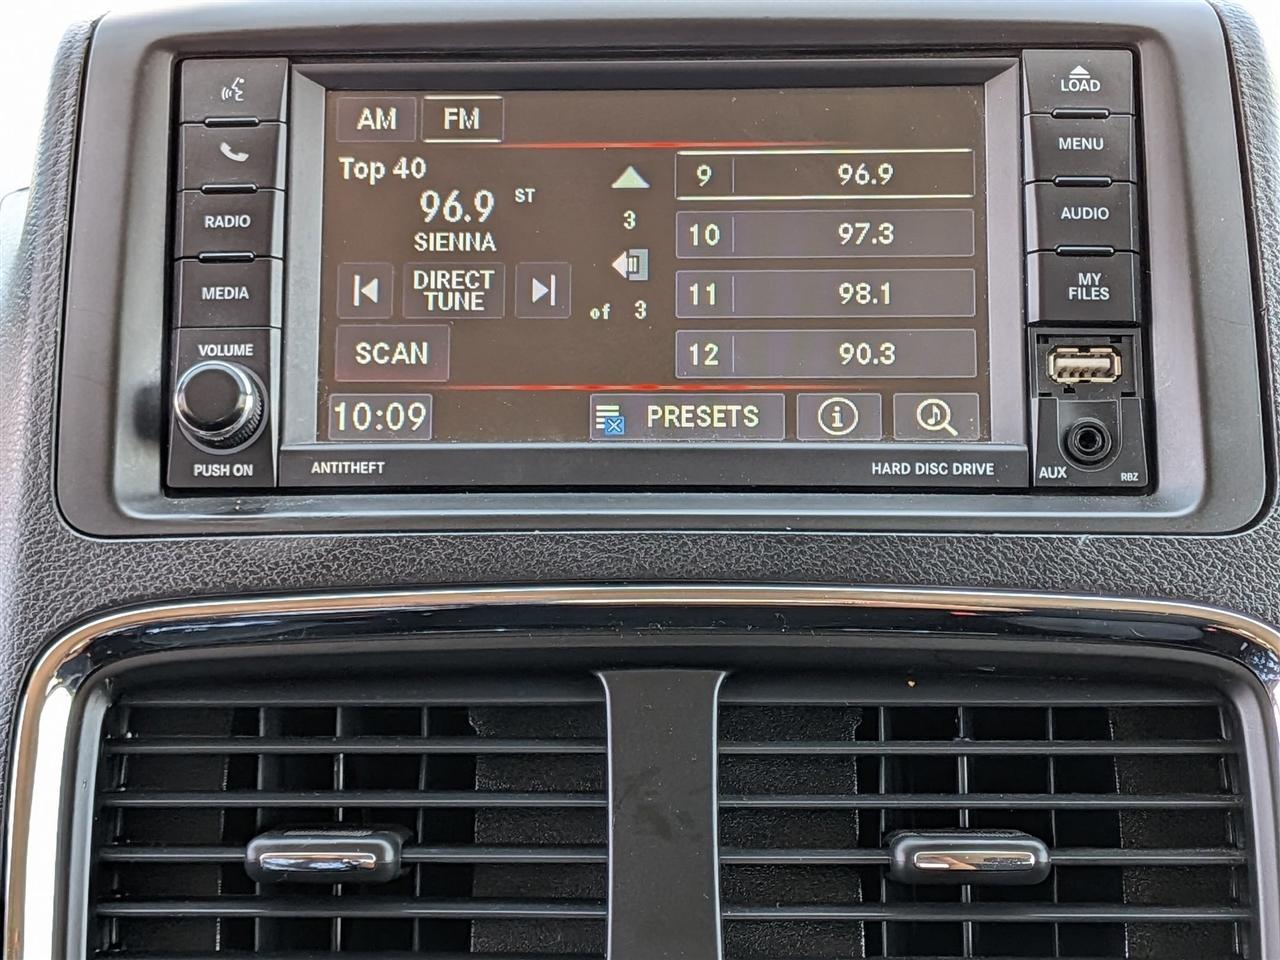 AM FM
Top 40
96.9 ST
SIENNA
DIRECT
TUNE
SCAN
10:09
3
of 3
9 96.9
10 97.3
11 98.1
12 90.3
PRESETS
RADIO
MEDIA
VOLUME
PUSH ON
ANTITHEFT
HARD DISC DRIVE
LOAD
MENU
AUDIO
MY
FILES
AUX
RBZ